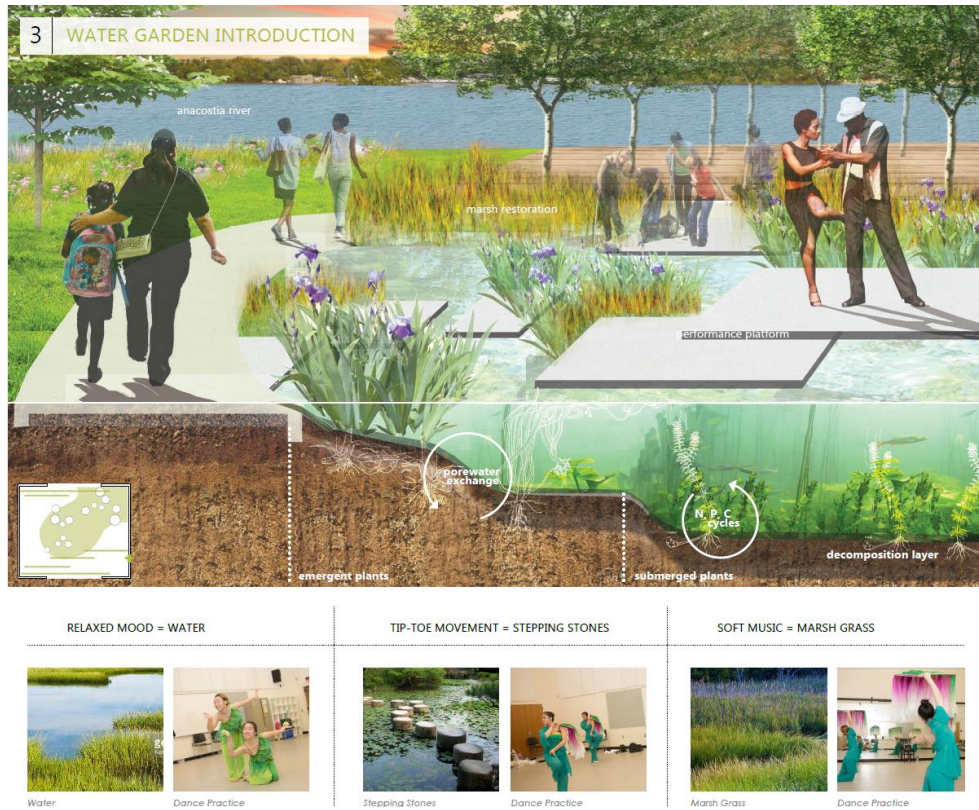 3 WATER GARDEN INTRODUCTION
anacostia river
marsh restoration
performance platform
porewater
exchange
N, P, C
cycles
decomposition layer
emergent plants
submerged plants
RELAXED MOOD = WATER
TIP-TOE MOVEMENT = STEPPING STONES
SOFT MUSIC = MARSH GRASS
Water
Dance Practice
Stepping Stones
Dance Practice
Marsh Grass
Dance Practice